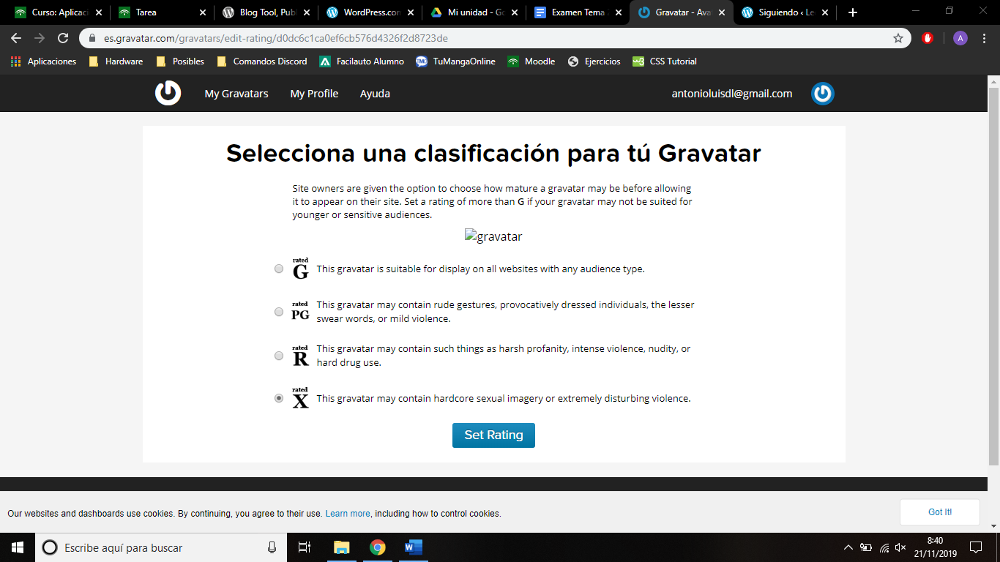 Curso: Aplicaci
Tarea
Blog Tool, Publ
WordPress.com
Mi unidad - Go
Examen Tema 2
Gravatar - Avat
Siguiendo ‹ Le
es.gravatar.com/gravatars/edit-rating/d0dc6c1ca0ef6cb576d4326f2d8723de
A
Aplicaciones
Hardware
Posibles
Comandos Discord
Facilauto Alumno
TuMangaOnline
Moodle
Ejercicios
CSS Tutorial
My Gravatars
My Profile
Ayuda
antonioluisdl@gmail.com
Selecciona una clasificación para tú Gravatar
Site owners are given the option to choose how mature a gravatar may be before allowing
it to appear on their site. Set a rating of more than G if your gravatar may not be suited for
younger or sensitive audiences.
gravatar
rated G This gravatar is suitable for display on all websites with any audience type.
rated PG This gravatar may contain rude gestures, provocatively dressed individuals, the lesser
swear words, or mild violence.
rated R This gravatar may contain such things as harsh profanity, intense violence, nudity, or
hard drug use.
rated X This gravatar may contain hardcore sexual imagery or extremely disturbing violence.
Set Rating
Our websites and dashboards use cookies. By continuing, you agree to their use. Learn more, including how to control cookies.
Got It!
Escribe aquí para buscar
8:40
21/11/2019